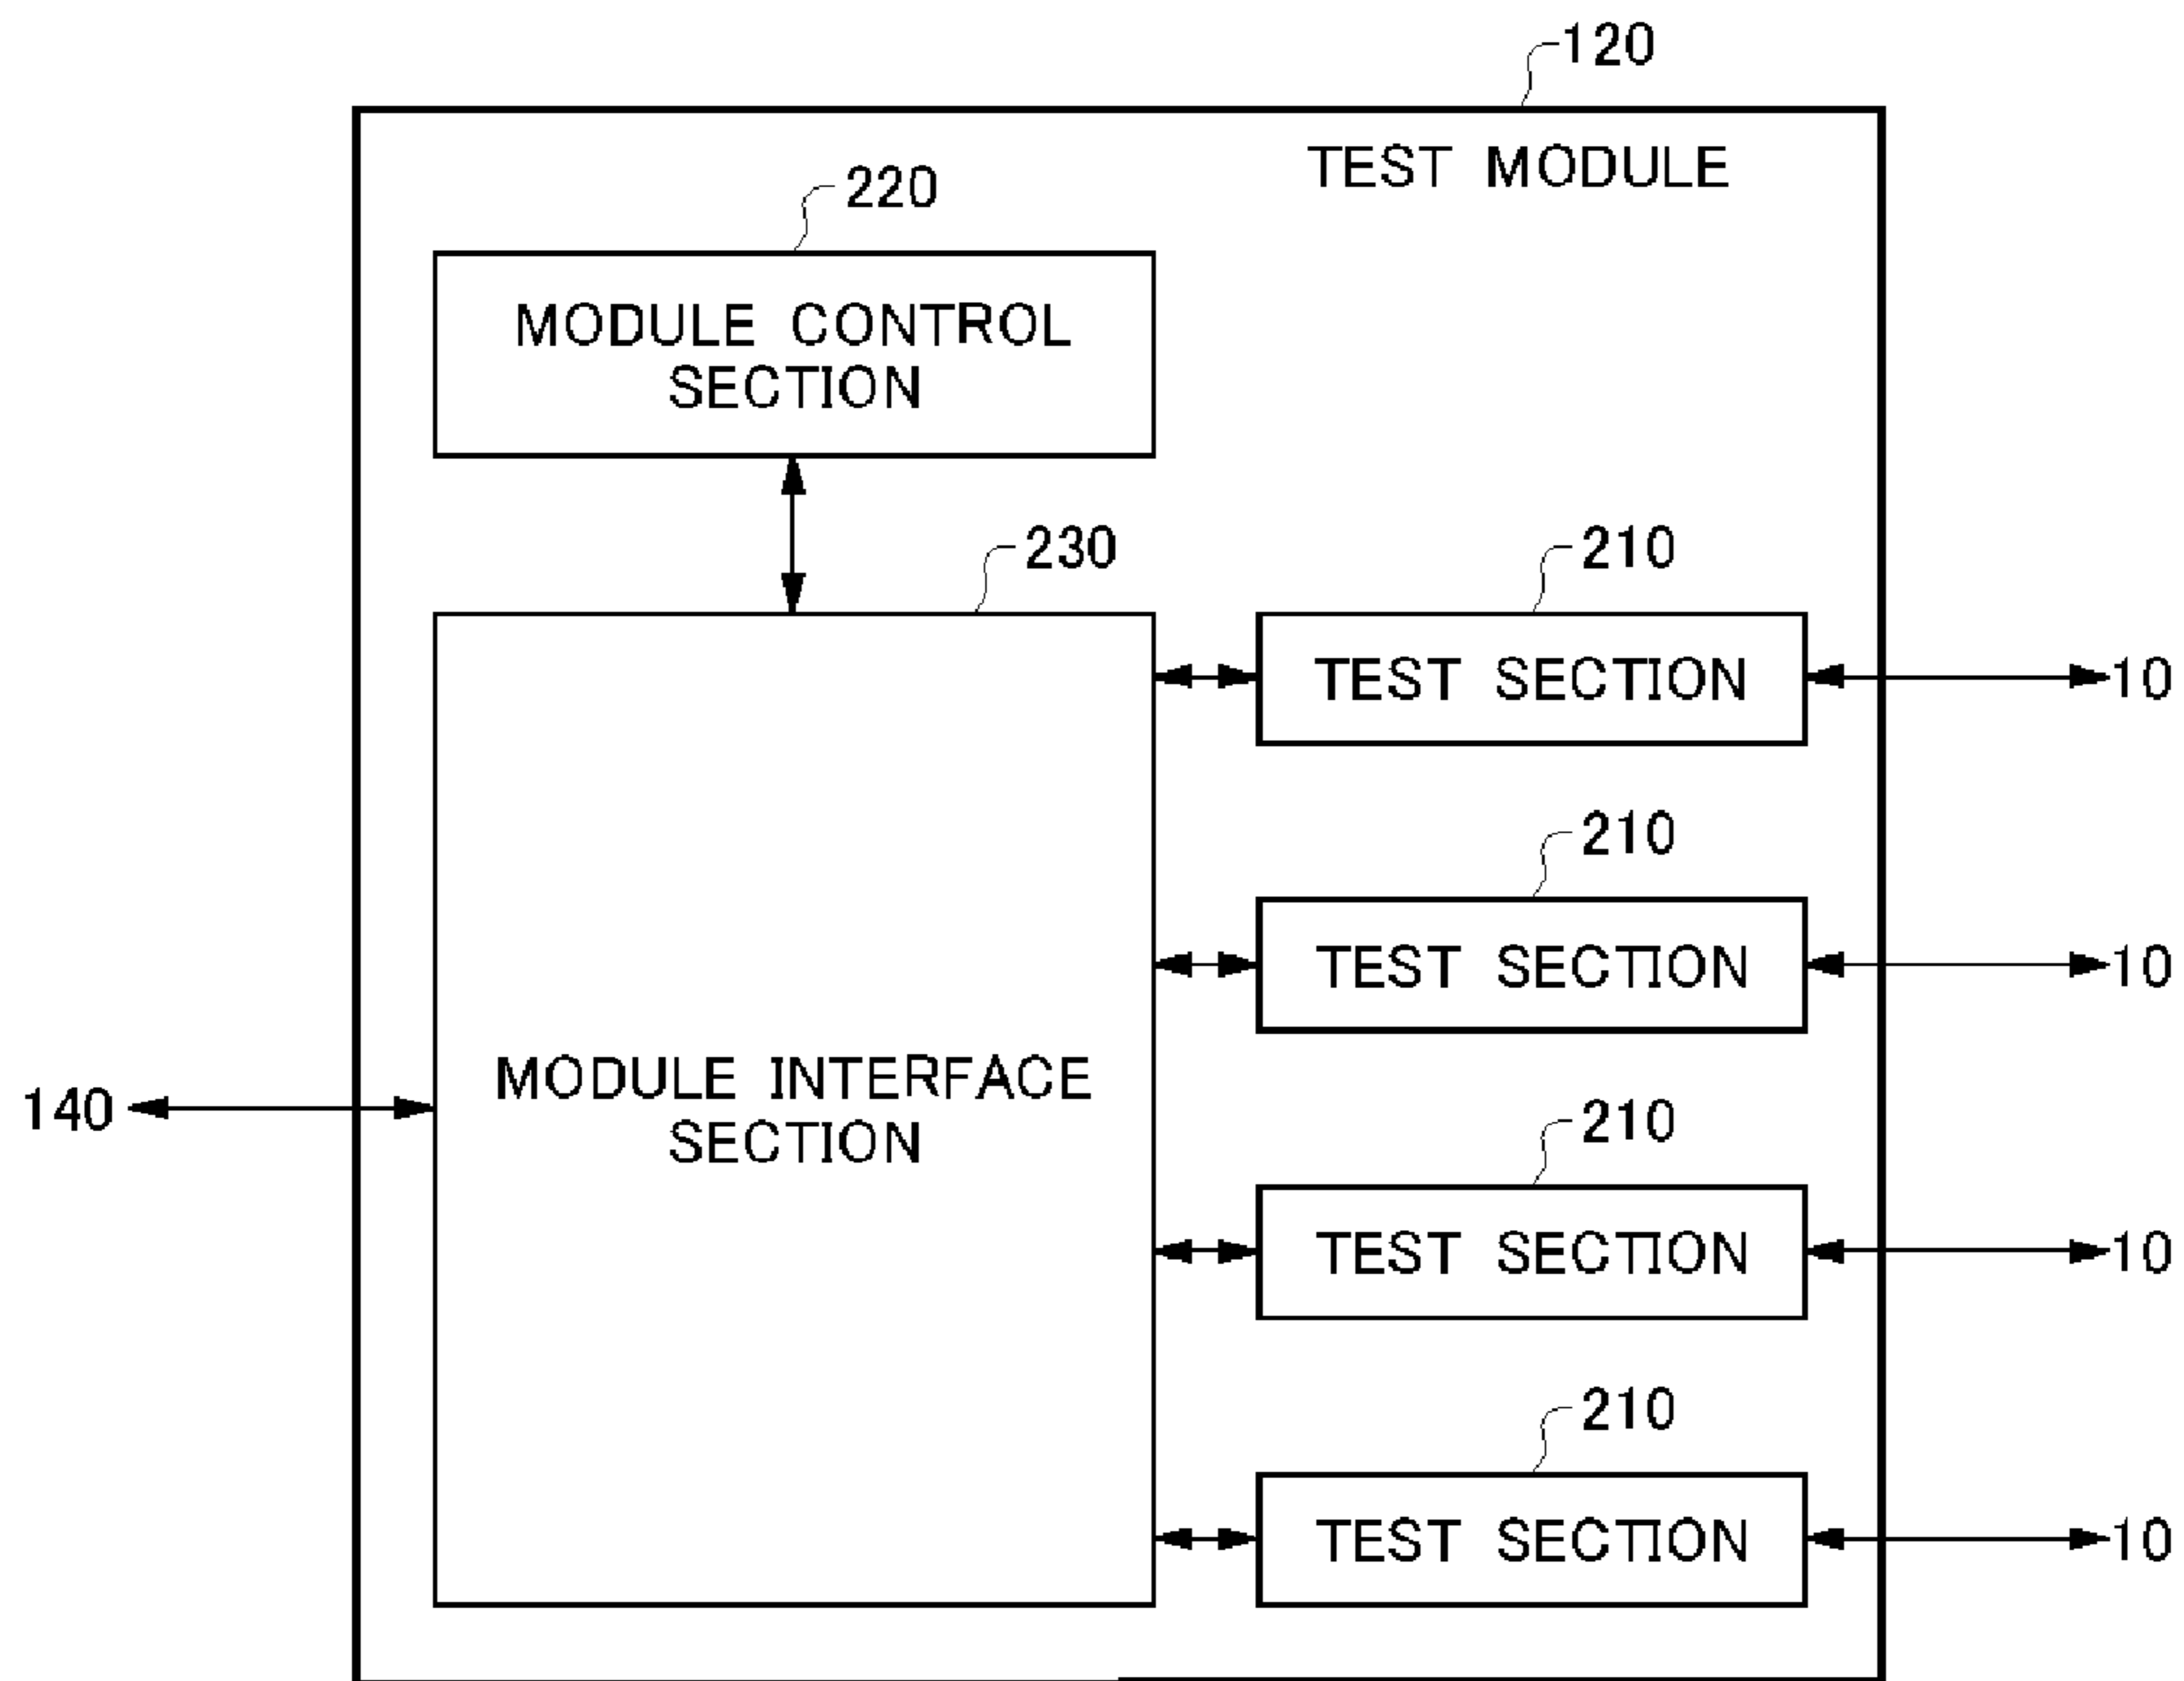 120
TEST MODULE
220
MODULE CONTROL
SECTION
230
210
TEST SECTION
10
210
TEST SECTION
10
140
MODULE INTERFACE
SECTION
210
TEST SECTION
10
210
TEST SECTION
10